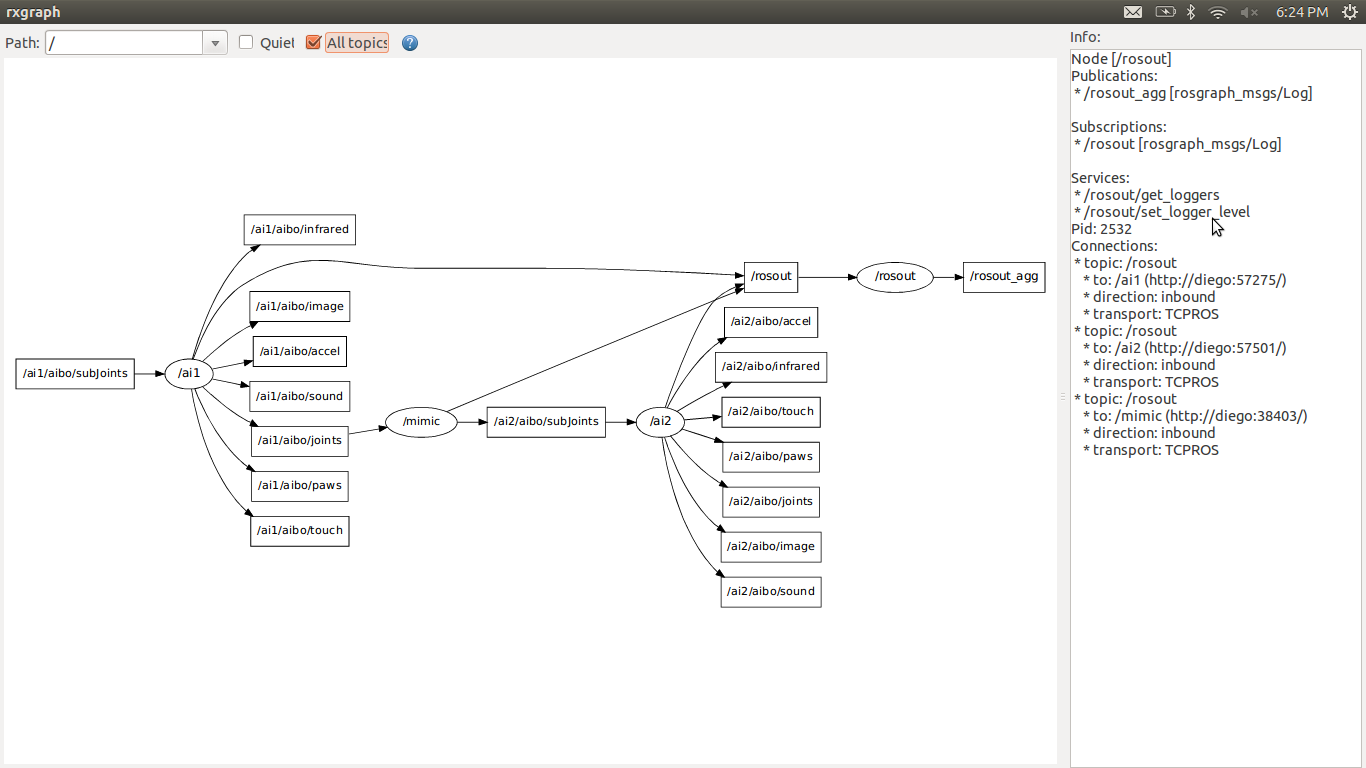 rxgraph
6:24 PM
Path: /
Quiet
All topics
Info:
/ai1/aibo/infrared
/ai1/aibo/image
/ai1/aibo/accel
/ai1/aibo/subJoints
/ai1
/ai1/aibo/sound
/ai1/aibo/joints
/ai1/aibo/paws
/ai1/aibo/touch
/mimic
/ai2/aibo/subJoints
/ai2
/rosout
/rosout
/rosout_agg
/ai2/aibo/accel
/ai2/aibo/infrared
/ai2/aibo/touch
/ai2/aibo/paws
/ai2/aibo/joints
/ai2/aibo/image
/ai2/aibo/sound
Node [/rosout]
Publications:
* /rosout_agg [rosgraph_msgs/Log]
Subscriptions:
* /rosout [rosgraph_msgs/Log]
Services:
* /rosout/get_loggers
* /rosout/set_logger_level
Pid: 2532
Connections:
* topic: /rosout
* to: /ai1 (http://diego:57275/)
* direction: inbound
* transport: TCPROS
* topic: /rosout
* to: /ai2 (http://diego:57501/)
* direction: inbound
* transport: TCPROS
* topic: /rosout
* to: /mimic (http://diego:38403/)
* direction: inbound
* transport: TCPROS